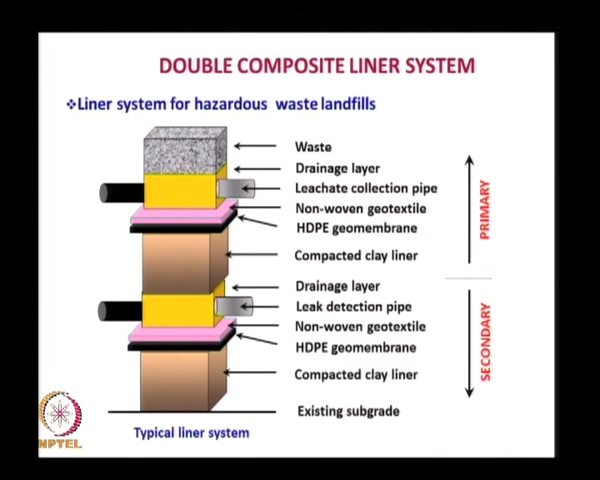 DOUBLE COMPOSITE LINER SYSTEM
❖Liner system for hazardous waste landfills
Waste
Drainage layer
Leachate collection pipe
Non-woven geotextile
HDPE geomembrane
Compacted clay liner
PRIMARY
Drainage layer
Leak detection pipe
Non-woven geotextile
HDPE geomembrane
Compacted clay liner
SECONDARY
Existing subgrade
Typical liner system
NPTEL